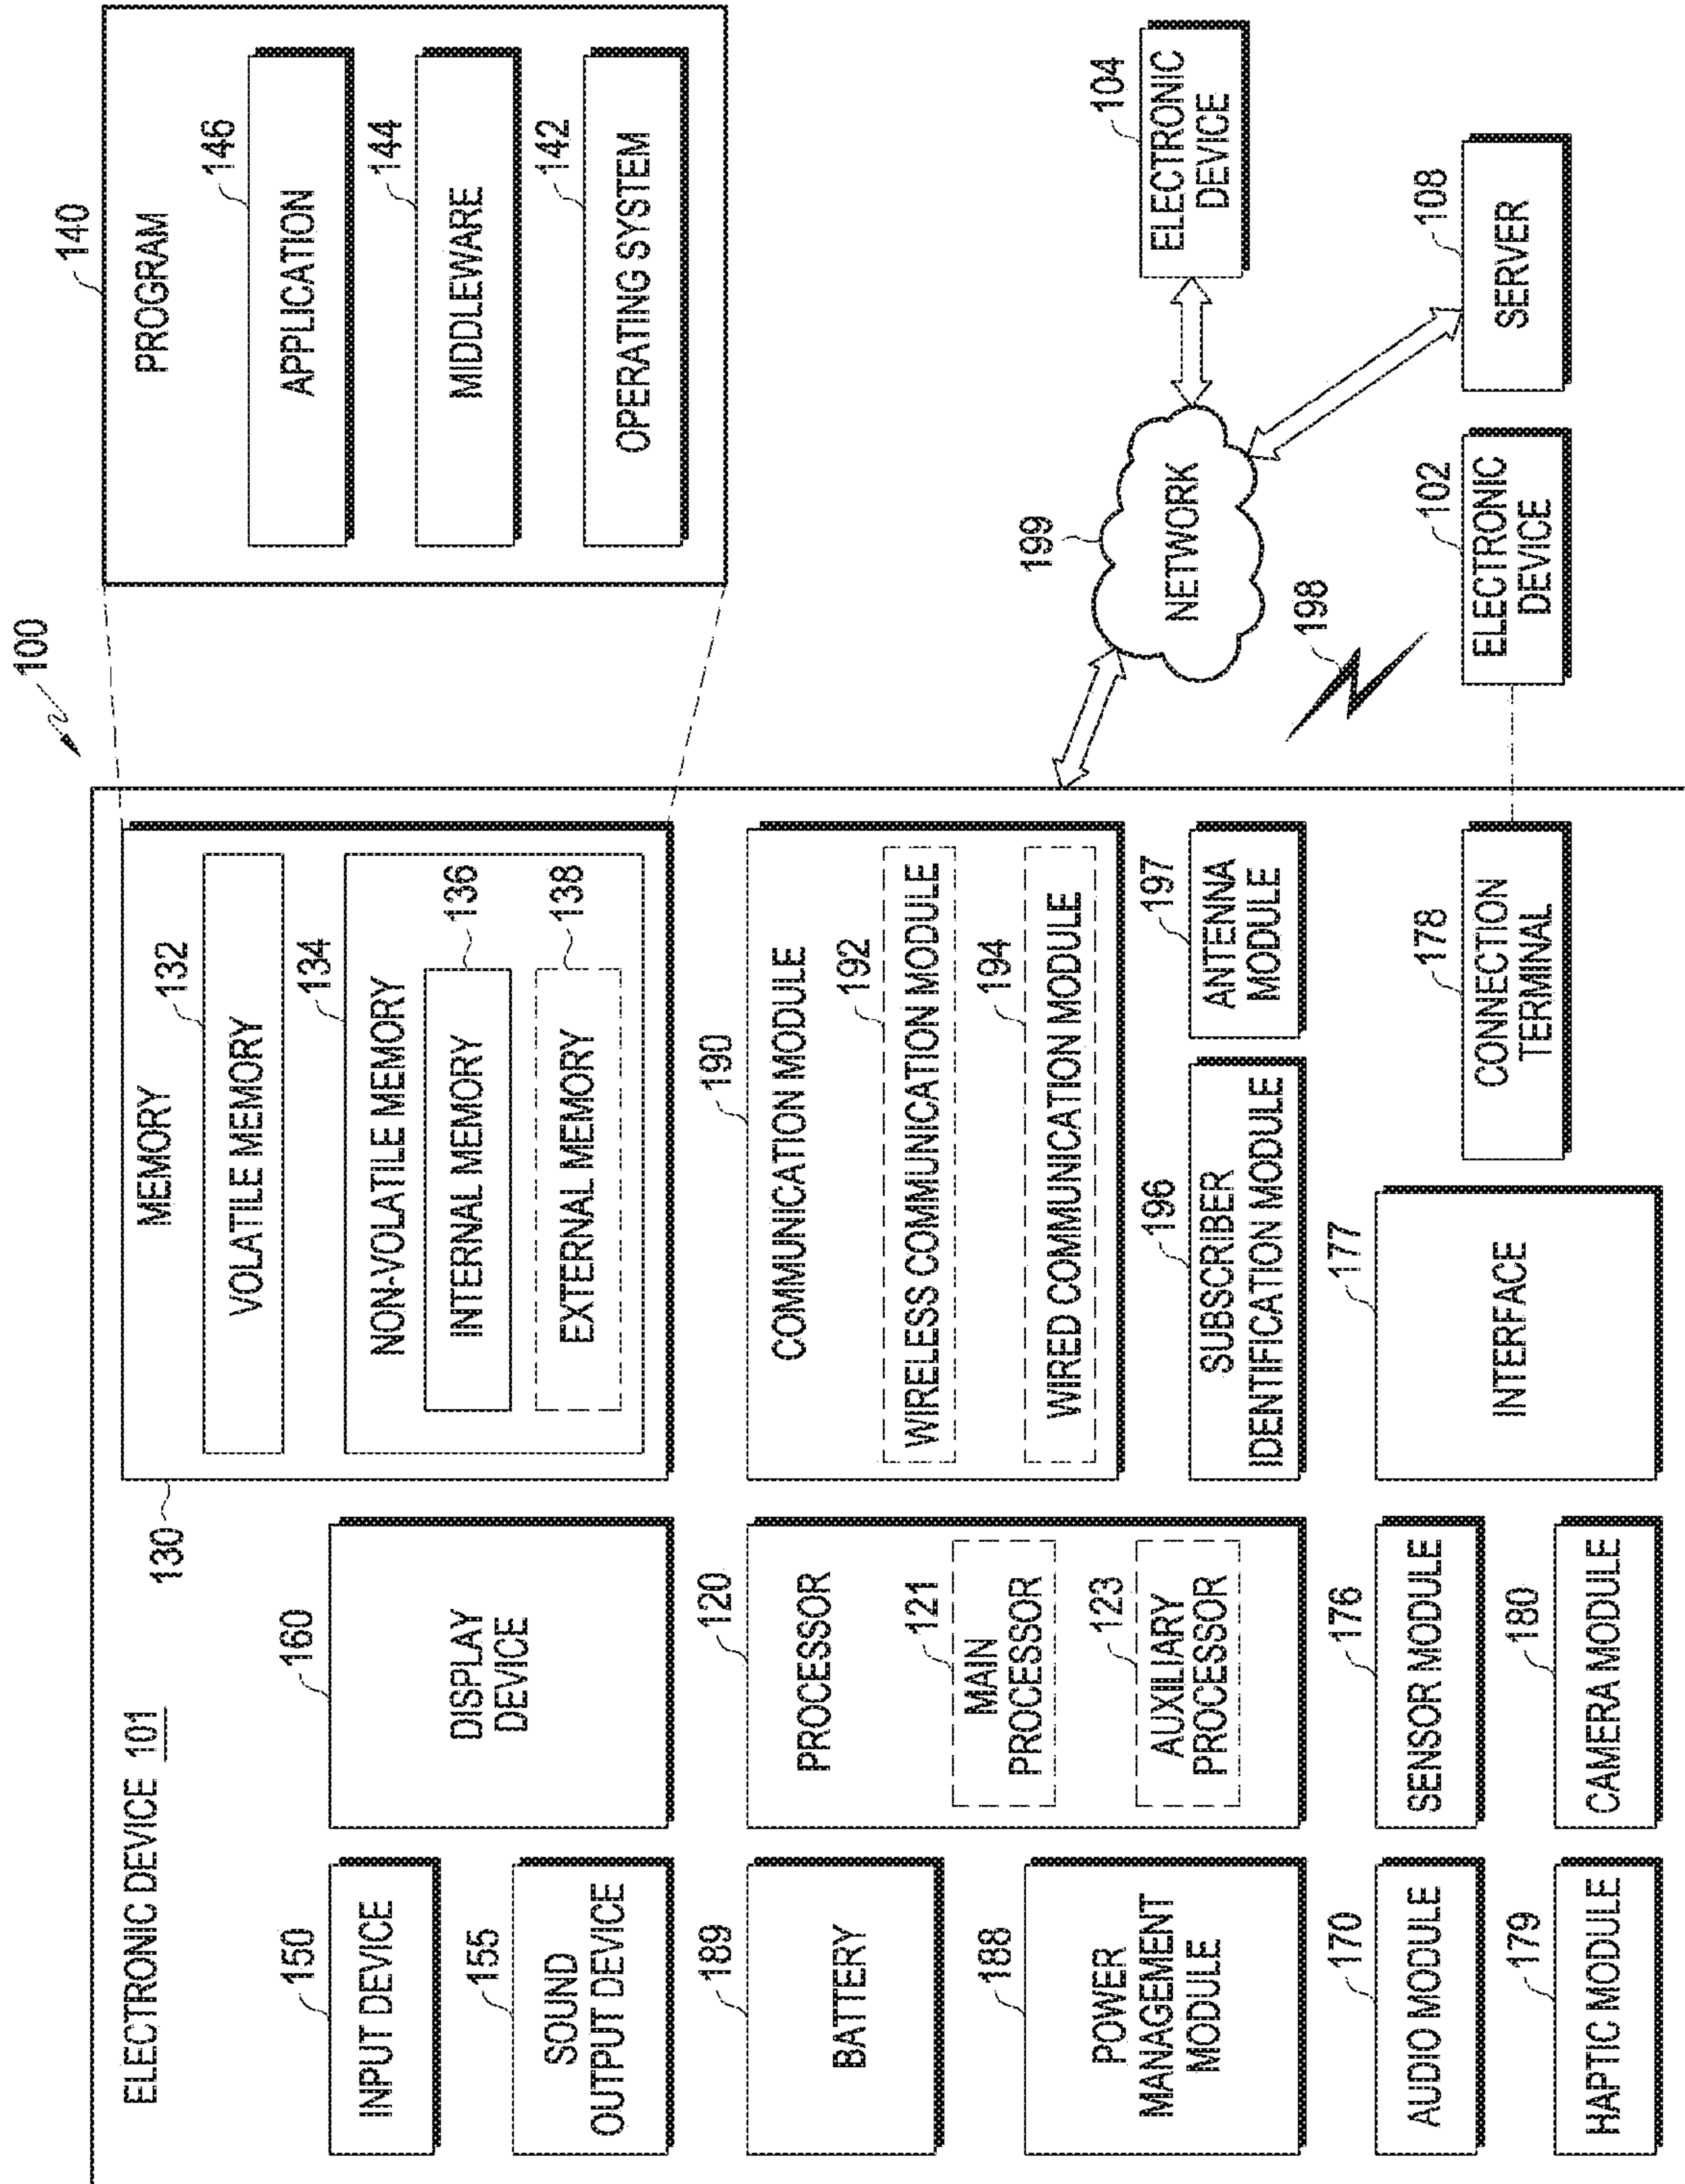 100
ELECTRONIC DEVICE 101
150
INPUT DEVICE
155
SOUND
OUTPUT DEVICE
160
DISPLAY
DEVICE
130
MEMORY
132
VOLATILE MEMORY
134
NON-VOLATILE MEMORY
136
INTERNAL MEMORY
138
EXTERNAL MEMORY
140
PROGRAM
146
APPLICATION
144
MIDDLEWARE
142
OPERATING SYSTEM
189
BATTERY
188
POWER
MANAGEMENT
MODULE
120
PROCESSOR
121
MAIN
PROCESSOR
123
AUXILIARY
PROCESSOR
190
COMMUNICATION MODULE
192
WIRELESS COMMUNICATION MODULE
194
WIRED COMMUNICATION MODULE
196
SUBSCRIBER
IDENTIFICATION MODULE
197
ANTENNA
MODULE
199
NETWORK
104
ELECTRONIC
DEVICE
170
AUDIO MODULE
176
SENSOR MODULE
177
INTERFACE
178
CONNECTION
TERMINAL
198
102
ELECTRONIC
DEVICE
108
SERVER
179
HAPTIC MODULE
180
CAMERA MODULE